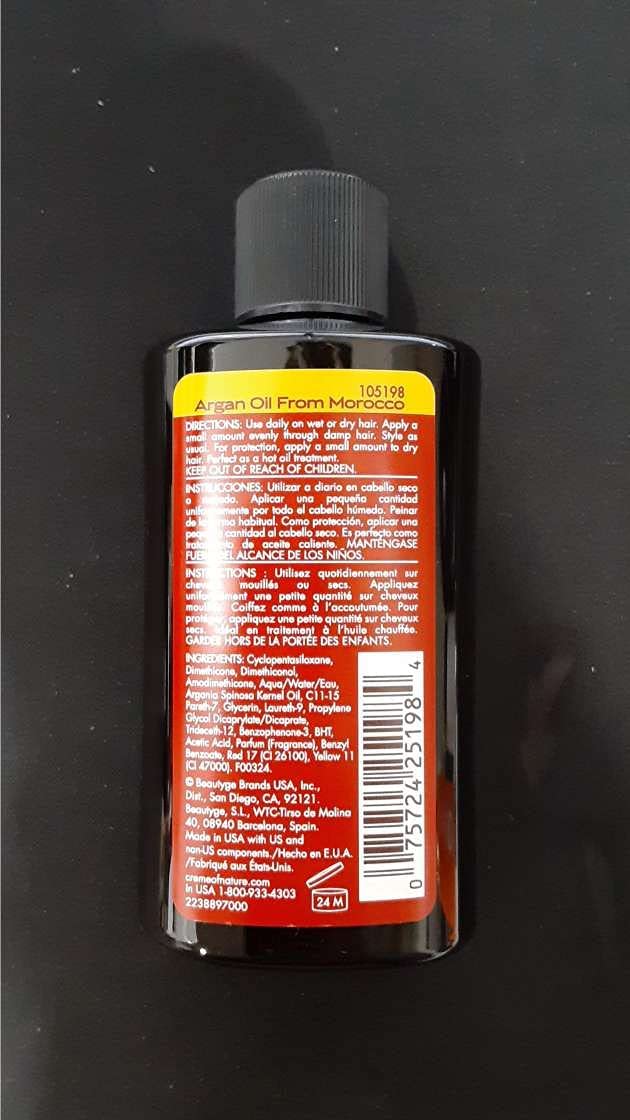 105198
Argan Oil From Morocco
DIRECTIONS: Use daily on wet or dry hair. Apply a
small amount evenly through damp hair. Style as
usual. For protection, apply a small amount to dry
hair. Perfect as a hot oil treatment.
KEEP OUT OF REACH OF CHILDREN.
INSTRUCCIONES: Utilizar a diario en cabello seco
o Aplicar una pequeña cantidad
uniformemente por todo el cabello húmedo. Peinar
de la forma habitual. Como protección, aplicar una
pequeña cantidad al cabello seco. Es perfecto como
tratamiento de aceite caliente. MANTÉNGASE
FUERA DEL ALCANCE DE LOS NIÑOS.
INSTRUCTIONS : Utilisez quotidiennement sur
cheveux mouillés ou secs. Appliquez
uniformément une petite quantité sur cheveux
mouillés. Coiffez comme à l'accoutumée. Pour
protéger, appliquez une petite quantité sur cheveux
secs. Idéal en traitement à l'huile chauffée.
GARDER HORS DE LA PORTÉE DES ENFANTS.
INGREDIENTS: Cyclopentasiloxane,
Dimethicone, Dimethiconol,
Amodimethicone, Aqua/Water/Eau,
Argania Spinosa Kernel Oil, C11-15
Pareth-7, Glycerin, Laureth-9, Propylene
Glycol Dicaprylate/Dicaprate,
Trideceth-12, Benzophenone-3, BHT,
Acetic Acid, Parfum (Fragrance), Benzyl
Benzoate, Red 17 (CI 26100), Yellow 11
(CI 47000). F00324.
© Beautyge Brands USA, Inc.,
Dist., San Diego, CA, 92121.
Beautyge, S.L., WTC-Tirso de Molina
40, 08940 Barcelona, Spain.
Made in USA with US and
non-US components./Hecho en E.U.A.
/Fabriqué aux États-Unis.
cremeofnature.com
In USA 1-800-933-4303
2238897000
24 M
0 75724 25198 4